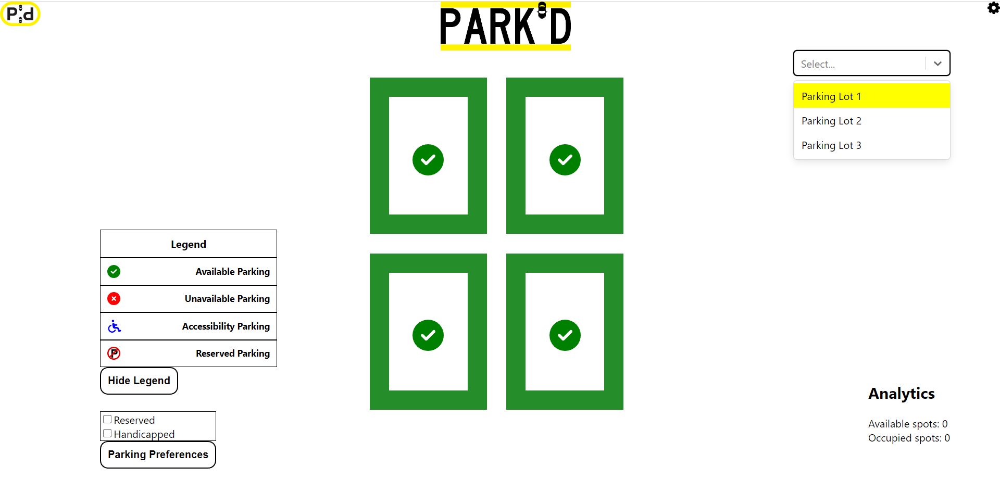 P:d
PARK'D
Select...
Parking Lot 1
Parking Lot 2
Parking Lot 3
Legend
Available Parking
Unavailable Parking
Accessibility Parking
P
Reserved Parking
Hide Legend
Reserved
Handicapped
Parking Preferences
Analytics
Available spots: 0
Occupied spots: 0